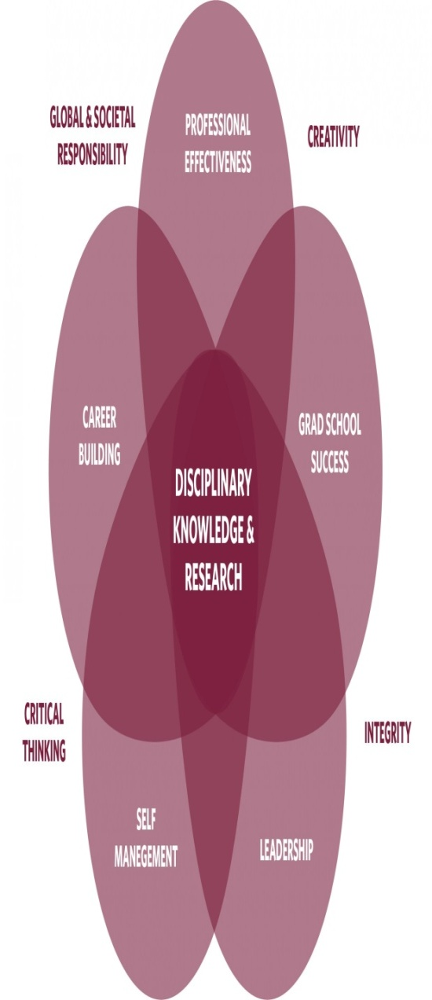 GLOBAL & SOCIETAL
RESPONSIBILITY
PROFESSIONAL
EFFECTIVENESS
CREATIVITY
CAREER
BUILDING
GRAD SCHOOL
SUCCESS
DISCIPLINARY
KNOWLEDGE &
RESEARCH
CRITICAL
THINKING
INTEGRITY
SELF
MANEGEMENT
LEADERSHIP